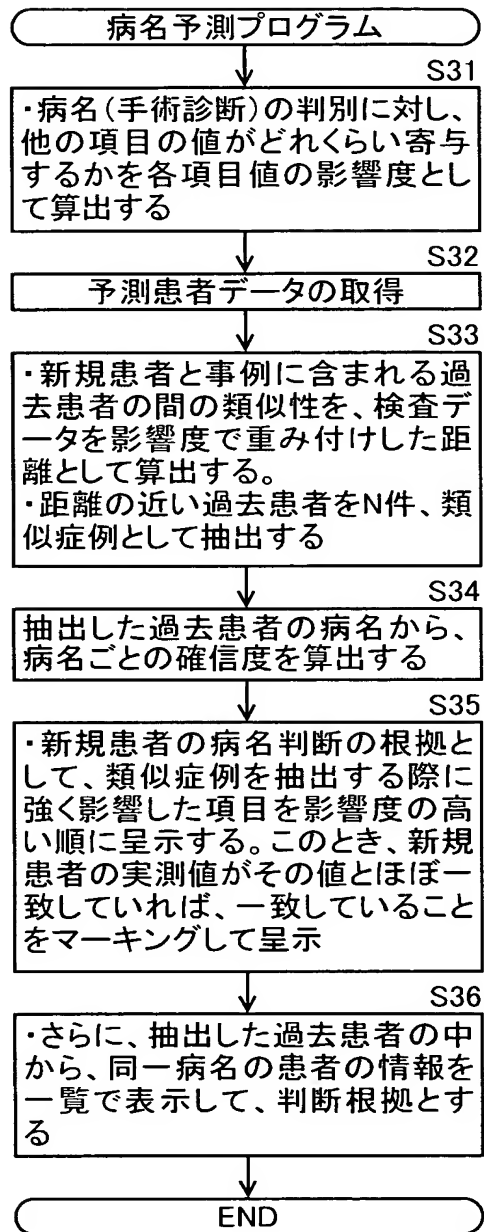 病名予測プログラム
S31
・病名(手術診断)の判別に対し、
他の項目の値がどれくらい寄与
するかを各項目値の影響度とし
て算出する
S32
予測患者データの取得
S33
・新規患者と事例に含まれる過
去患者の間の類似性を、検査デ
ータを影響度で重み付けした距
離として算出する。
・距離の近い過去患者をN件、類
似症例として抽出する
S34
抽出した過去患者の病名から、
病名ごとの確信度を算出する
S35
・新規患者の病名判断の根拠と
して、類似症例を抽出する際に
強く影響した項目を影響度の高
い順に呈示する。このとき、新規
患者の実測値がその値とほぼ一
致していれば、一致していること
をマーキングして呈示
S36
・さらに、抽出した過去患者の中
から、同一病名の患者の情報を
一覧で表示して、判断根拠とす
る
END